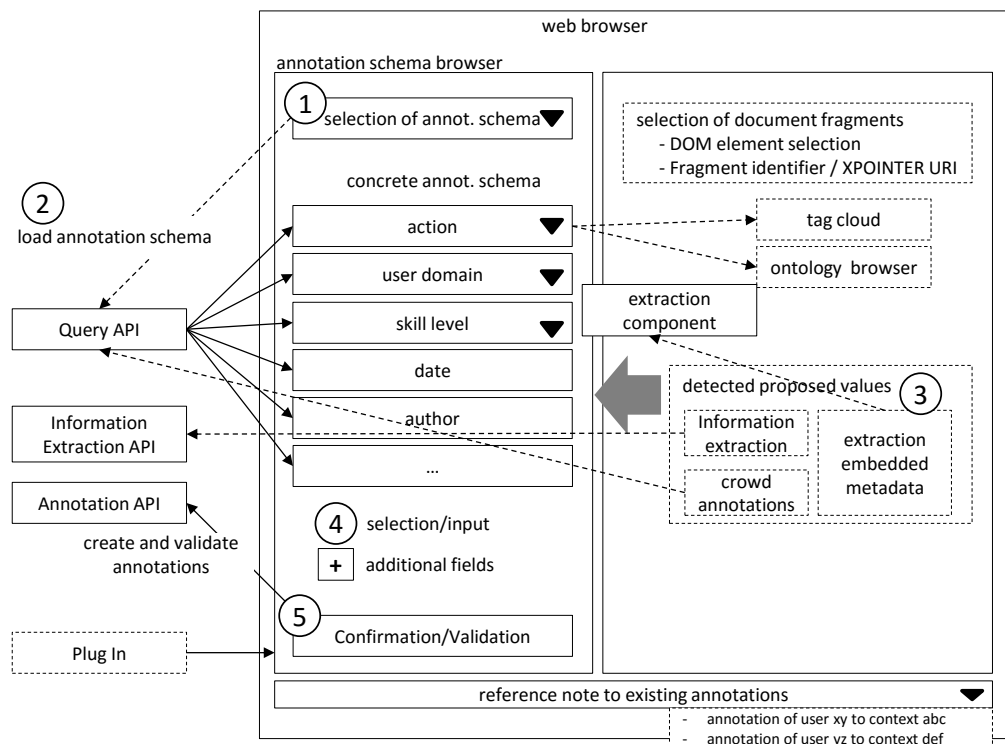 web browser
annotation schema browser
1
selection of annot. schema
selection of document fragments
- DOM element selection
- Fragment identifier / XPOINTER URI
concrete annot. schema
2
load annotation schema
action
tag cloud
user domain
ontology browser
extraction
component
Query API
skill level
date
detected proposed values
3
author
Information
Extraction API
Information
extraction
extraction
embedded
metadata
...
crowd
annotations
Annotation API
create and validate
annotations
4
selection/input
+
additional fields
5
Confirmation/Validation
Plug In
reference note to existing annotations
- annotation of user xy to context abc
- annotation of user yz to context def